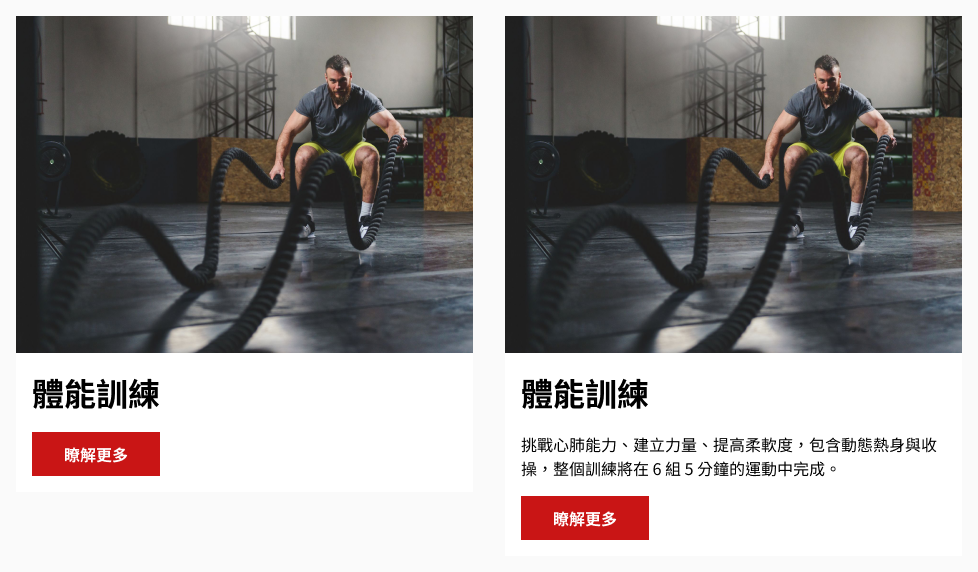 體能訓練
瞭解更多
體能訓練
挑戰心肺能力、建立力量、提高柔軟度，包含動態熱身與收
操，整個訓練將在 6 組 5 分鐘的運動中完成。
瞭解更多